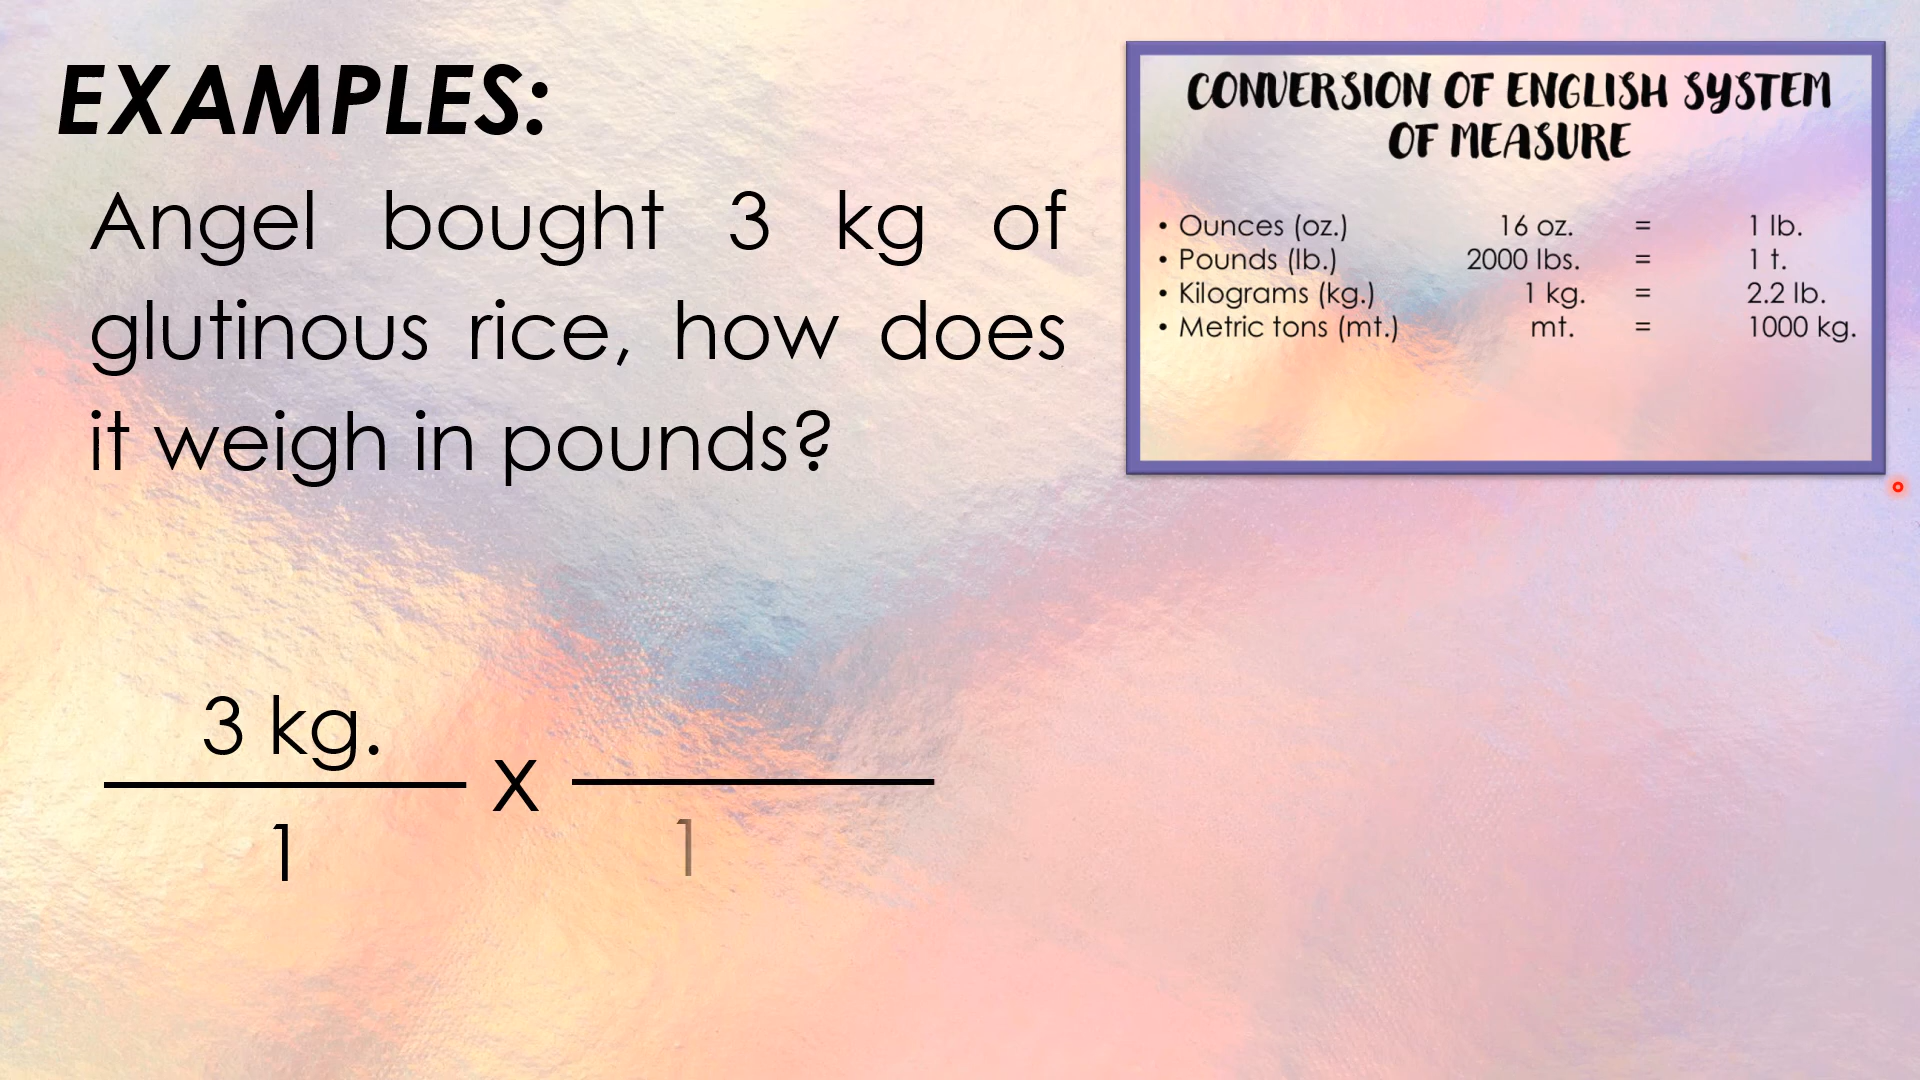 EXAMPLES:
Angel bought 3 kg of
glutinous rice, how does
it weigh in pounds?
CONVERSION OF ENGLISH SYSTEM
OF MEASURE
• Ounces (oz.) 16 oz. = 1 lb.
• Pounds (lb.) 2000 lbs. = 1 t.
• Kilograms (kg.) 1 kg. = 2.2 lb.
• Metric tons (mt.) mt. = 1000 kg.
3 kg.
x
1 1